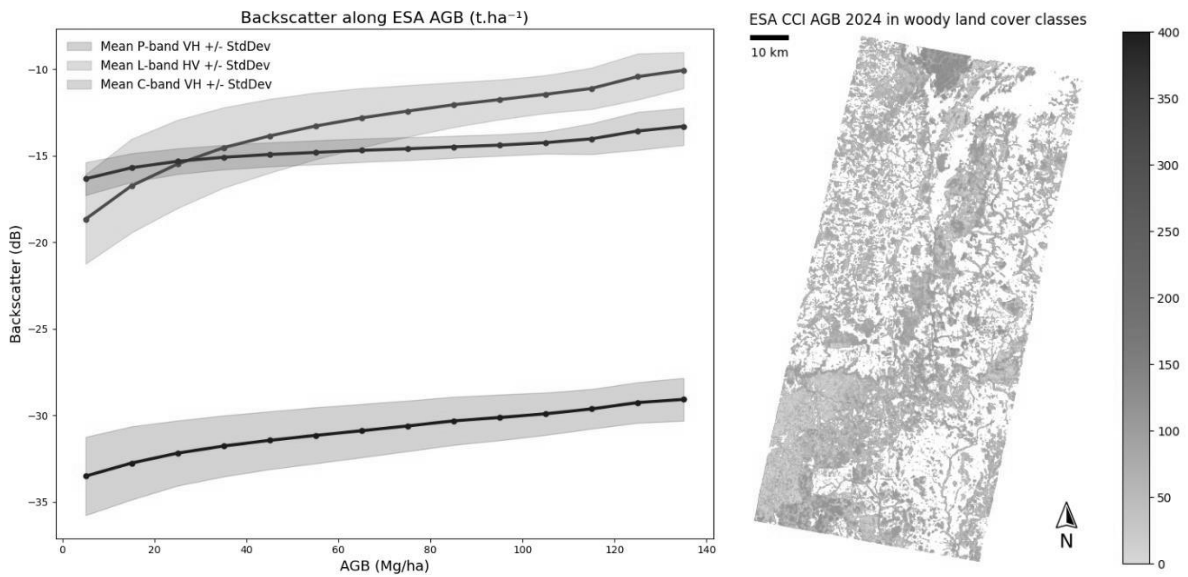 Backscatter along ESA AGB (t.ha⁻¹)
Mean P-band VH +/- StdDev
Mean L-band HV +/- StdDev
Mean C-band VH +/- StdDev
Backscatter (dB)
−10
−15
−20
−25
−30
−35
0
20
40
60
80
100
120
140
AGB (Mg/ha)
ESA CCI AGB 2024 in woody land cover classes
10 km
N
400
350
300
250
200
150
100
50
0